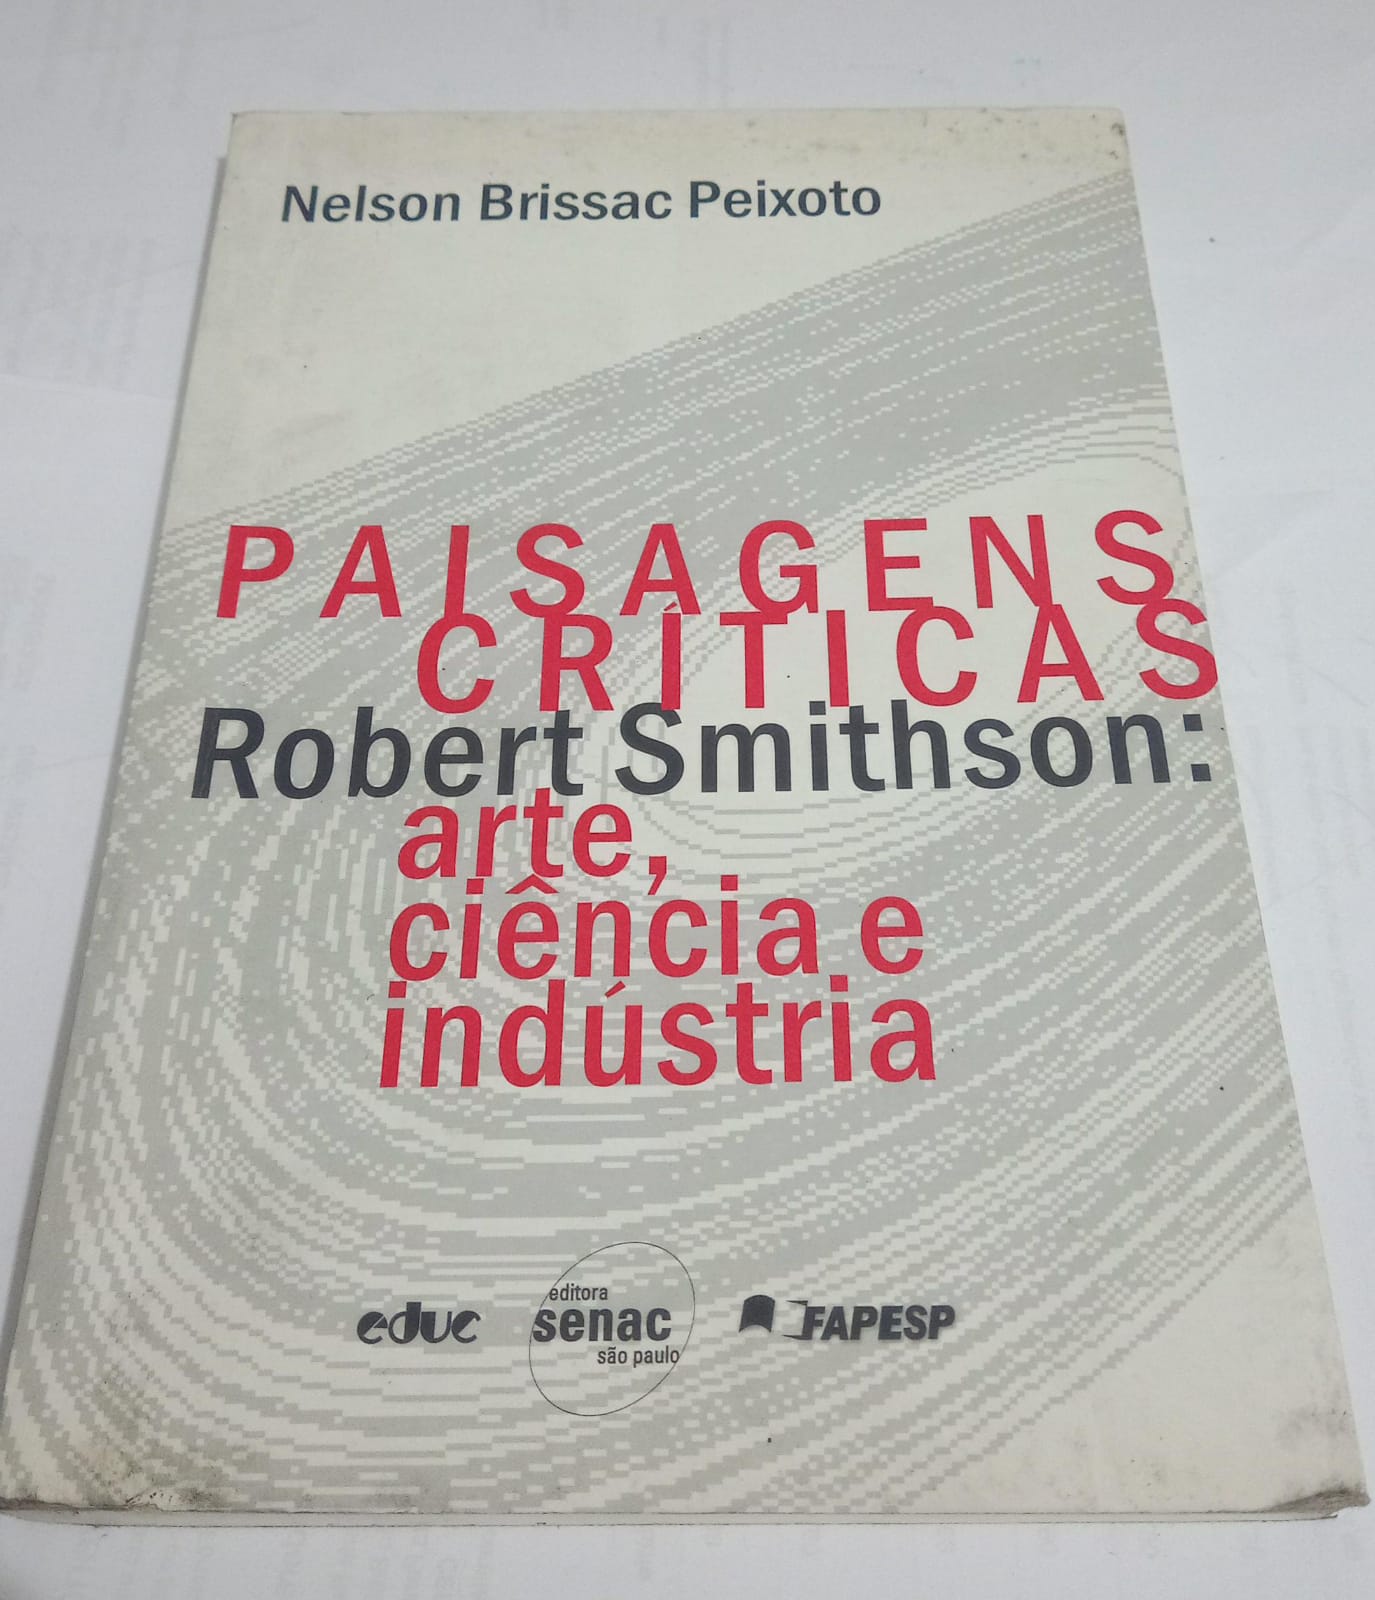 Nelson Brissac Peixoto
PAISAGENS
CRÍTICAS
Robert Smithson:
arte,
ciência e
indústria
educ
editora
senac
são paulo
FAPESP